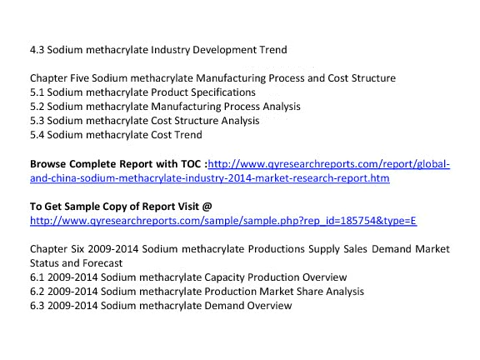 4.3 Sodium methacrylate Industry Development Trend
Chapter Five Sodium methacrylate Manufacturing Process and Cost Structure
5.1 Sodium methacrylate Product Specifications
5.2 Sodium methacrylate Manufacturing Process Analysis
5.3 Sodium methacrylate Cost Structure Analysis
5.4 Sodium methacrylate Cost Trend
Browse Complete Report with TOC :http://www.qyresearchreports.com/report/global-
and-china-sodium-methacrylate-industry-2014-market-research-report.htm
To Get Sample Copy of Report Visit @
http://www.qyresearchreports.com/sample/sample.php?rep_id=185754&type=E
Chapter Six 2009-2014 Sodium methacrylate Productions Supply Sales Demand Market
Status and Forecast
6.1 2009-2014 Sodium methacrylate Capacity Production Overview
6.2 2009-2014 Sodium methacrylate Production Market Share Analysis
6.3 2009-2014 Sodium methacrylate Demand Overview